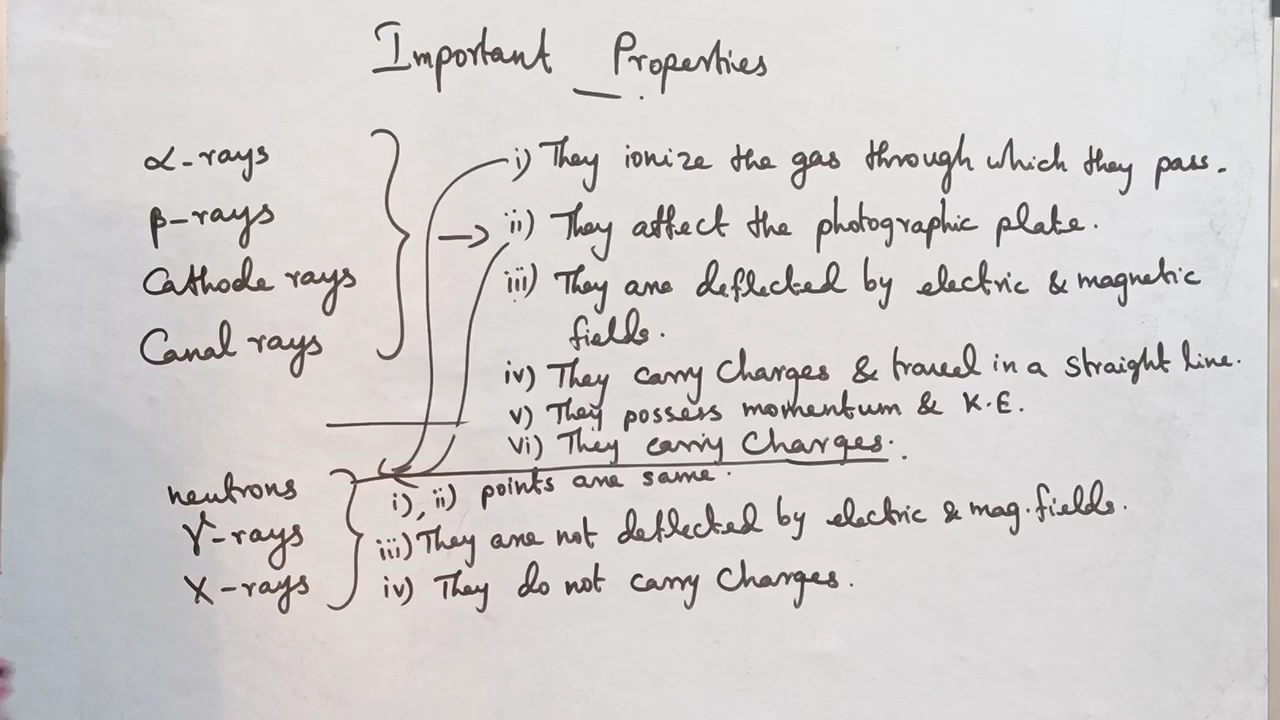 Important Properties
α-rays
β-rays
Cathode rays
Canal rays
i) They ionize the gas through which they pass.
ii) They affect the photographic plate.
iii) They are deflected by electric & magnetic
fields.
iv) They carry Charges & travel in a straight line.
v) They possess momentum & K.E.
vi) They carry Charges.
neutrons
γ-rays
X-rays
i), ii) points are same.
iii) They are not deflected by electric & mag. fields.
iv) They do not carry Charges.